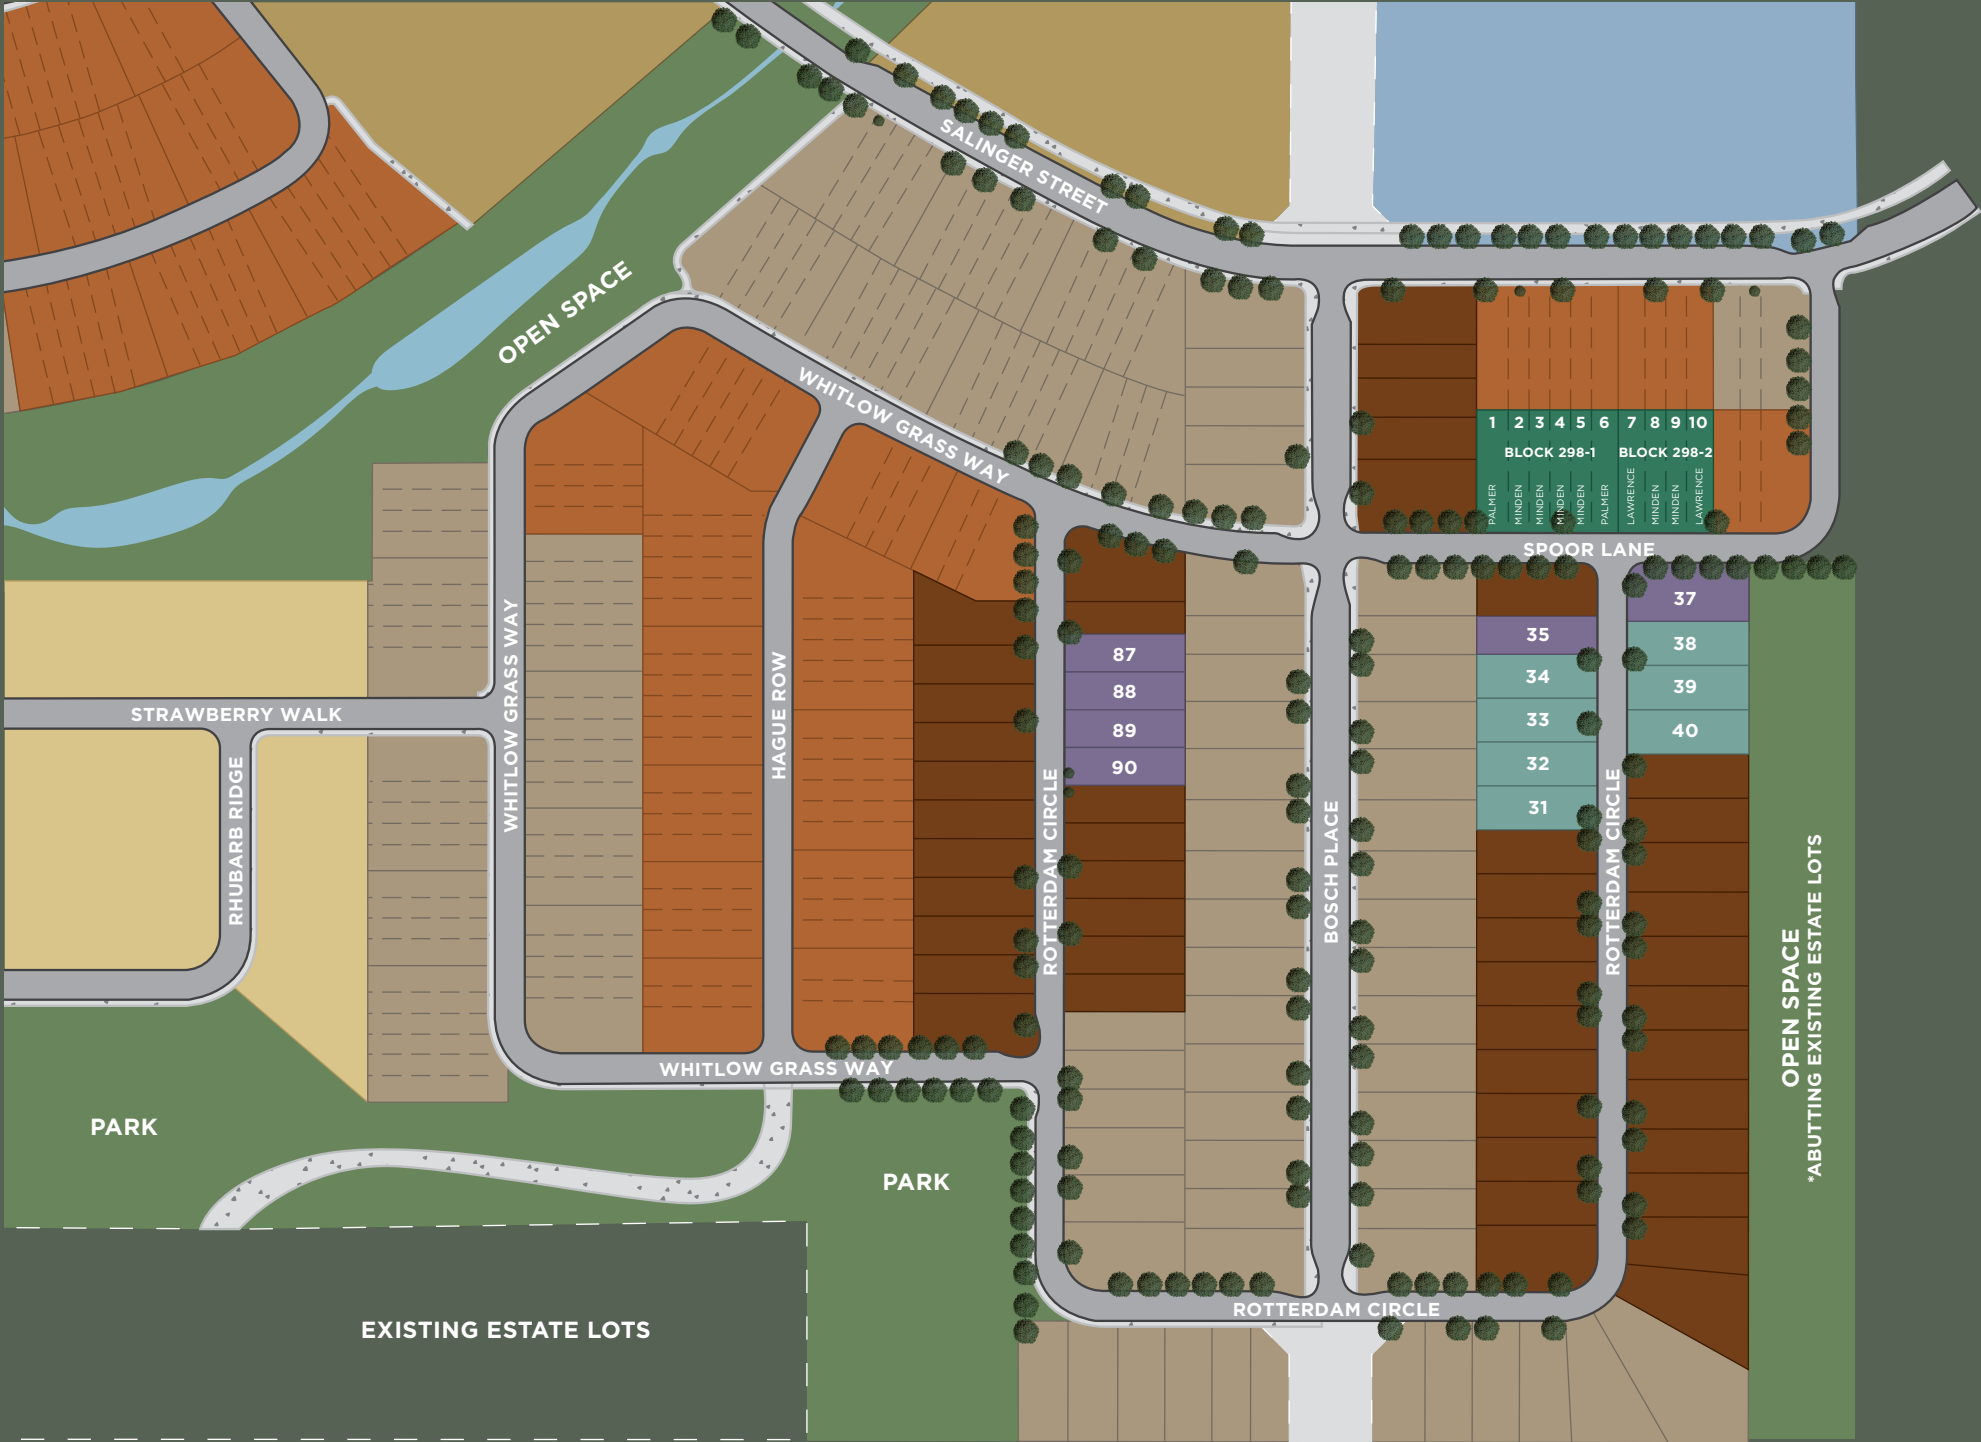 SALINGER STREET
OPEN SPACE
WHITLOW GRASS WAY
1 2 3 4 5 6 7 8 9 10
BLOCK 298-1 BLOCK 298-2
PALMER
MINDEN
MINDEN
MINDEN
MINDEN
PALMER
LAWRENCE
MINDEN
MINDEN
LAWRENCE
SPOOR LANE
37
38
39
40
35
34
33
32
31
87
88
89
90
STRAWBERRY WALK
RHUBARB RIDGE
WHITLOW GRASS WAY
HAGUE ROW
ROTTERDAM CIRCLE
BOSCH PLACE
ROTTERDAM CIRCLE
OPEN SPACE
*ABUTTING EXISTING ESTATE LOTS
WHITLOW GRASS WAY
PARK
PARK
ROTTERDAM CIRCLE
EXISTING ESTATE LOTS